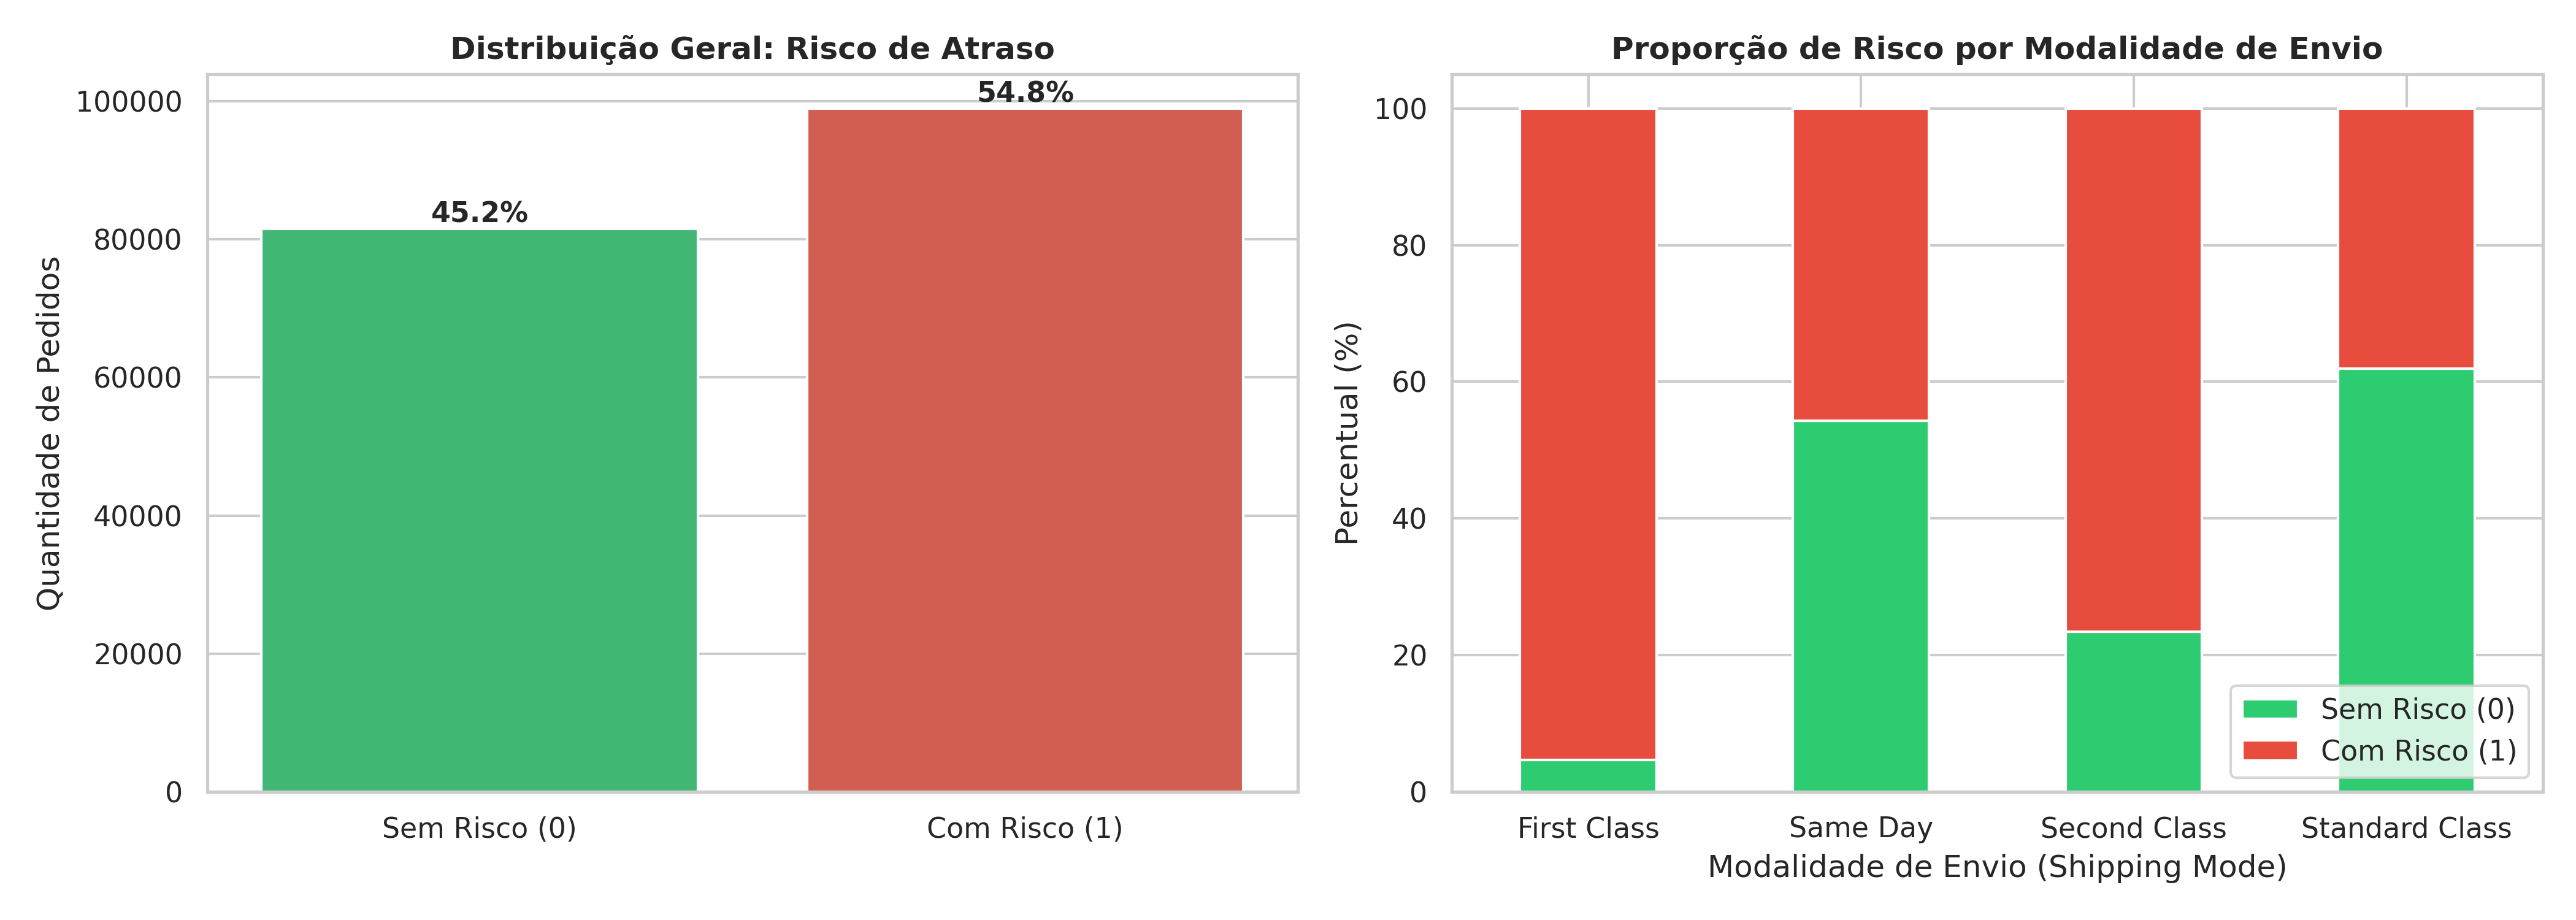 Distribuição Geral: Risco de Atraso
Quantidade de Pedidos
100000
80000
60000
40000
20000
0
45.2%
54.8%
Sem Risco (0)
Com Risco (1)
Proporção de Risco por Modalidade de Envio
Percentual (%)
100
80
60
40
20
0
Sem Risco (0)
Com Risco (1)
First Class
Same Day
Second Class
Standard Class
Modalidade de Envio (Shipping Mode)